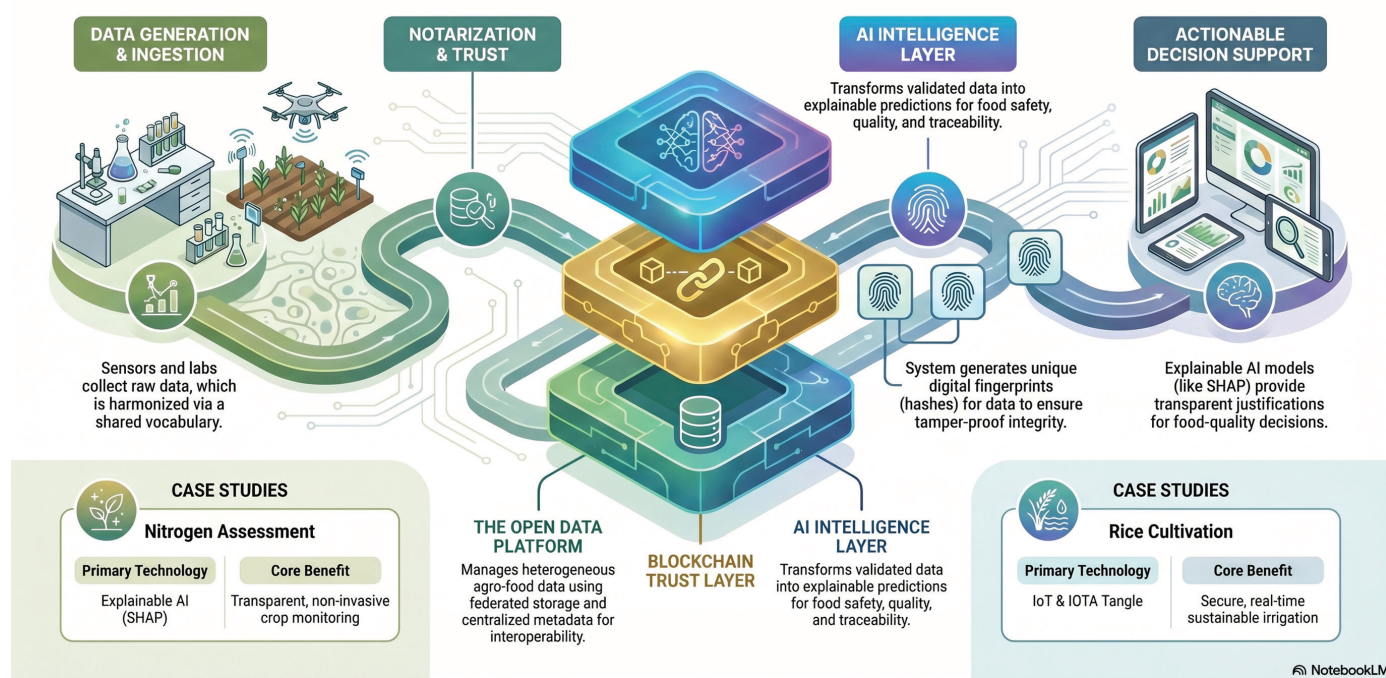 DATA GENERATION
& INGESTION
NOTARIZATION
& TRUST
AI INTELLIGENCE
LAYER
Transforms validated data into
explainable predictions for food safety,
quality, and traceability.
ACTIONABLE
DECISION SUPPORT
Sensors and labs
collect raw data, which
is harmonized via a
shared vocabulary.
System generates unique
digital fingerprints
(hashes) for data to ensure
tamper-proof integrity.
Explainable AI models
(like SHAP) provide
transparent justifications
for food-quality decisions.
CASE STUDIES
Nitrogen Assessment
Primary Technology
Core Benefit
Explainable AI
(SHAP)
Transparent, non-invasive
crop monitoring
THE OPEN DATA
PLATFORM
Manages heterogeneous
agro-food data using
federated storage and
centralized metadata for
interoperability.
BLOCKCHAIN
TRUST LAYER
AI INTELLIGENCE
LAYER
Transforms validated data
into explainable predictions
for food safety, quality,
and traceability.
CASE STUDIES
Rice Cultivation
Primary Technology
Core Benefit
IoT & IOTA Tangle
Secure, real-time
sustainable irrigation
NotebookLM